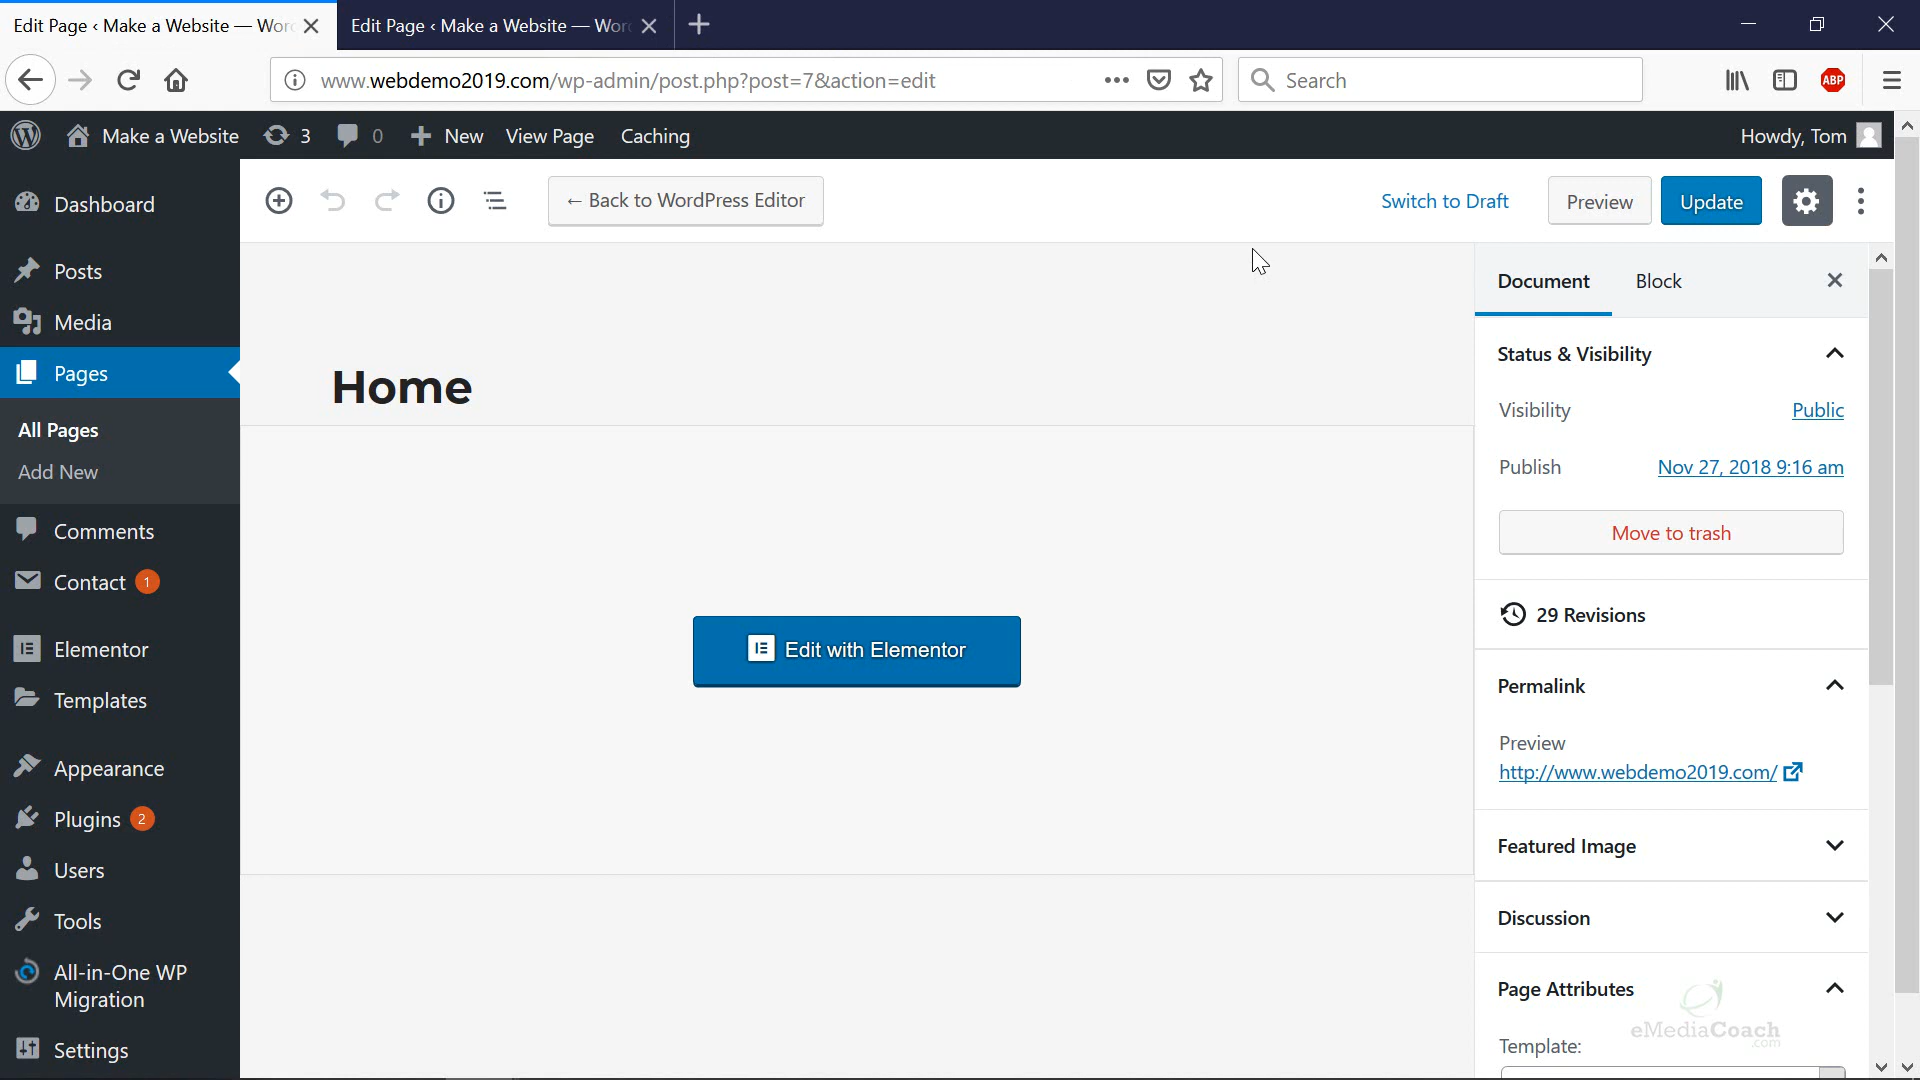 Edit Page ‹ Make a Website — Wor
Edit Page ‹ Make a Website — Wor
www.webdemo2019.com/wp-admin/post.php?post=7&action=edit
Search
ABP
Make a Website 3 0 New View Page Caching
Howdy, Tom
Dashboard
Posts
Media
Pages
All Pages
Add New
Comments
Contact 1
Elementor
Templates
Appearance
Plugins 2
Users
Tools
All-in-One WP
Migration
Settings
← Back to WordPress Editor
Switch to Draft
Preview
Update
Home
Edit with Elementor
Document
Block
Status & Visibility
Visibility Public
Publish Nov 27, 2018 9:16 am
Move to trash
29 Revisions
Permalink
Preview
http://www.webdemo2019.com/
Featured Image
Discussion
Page Attributes
eMediaCoach
.com
Template: